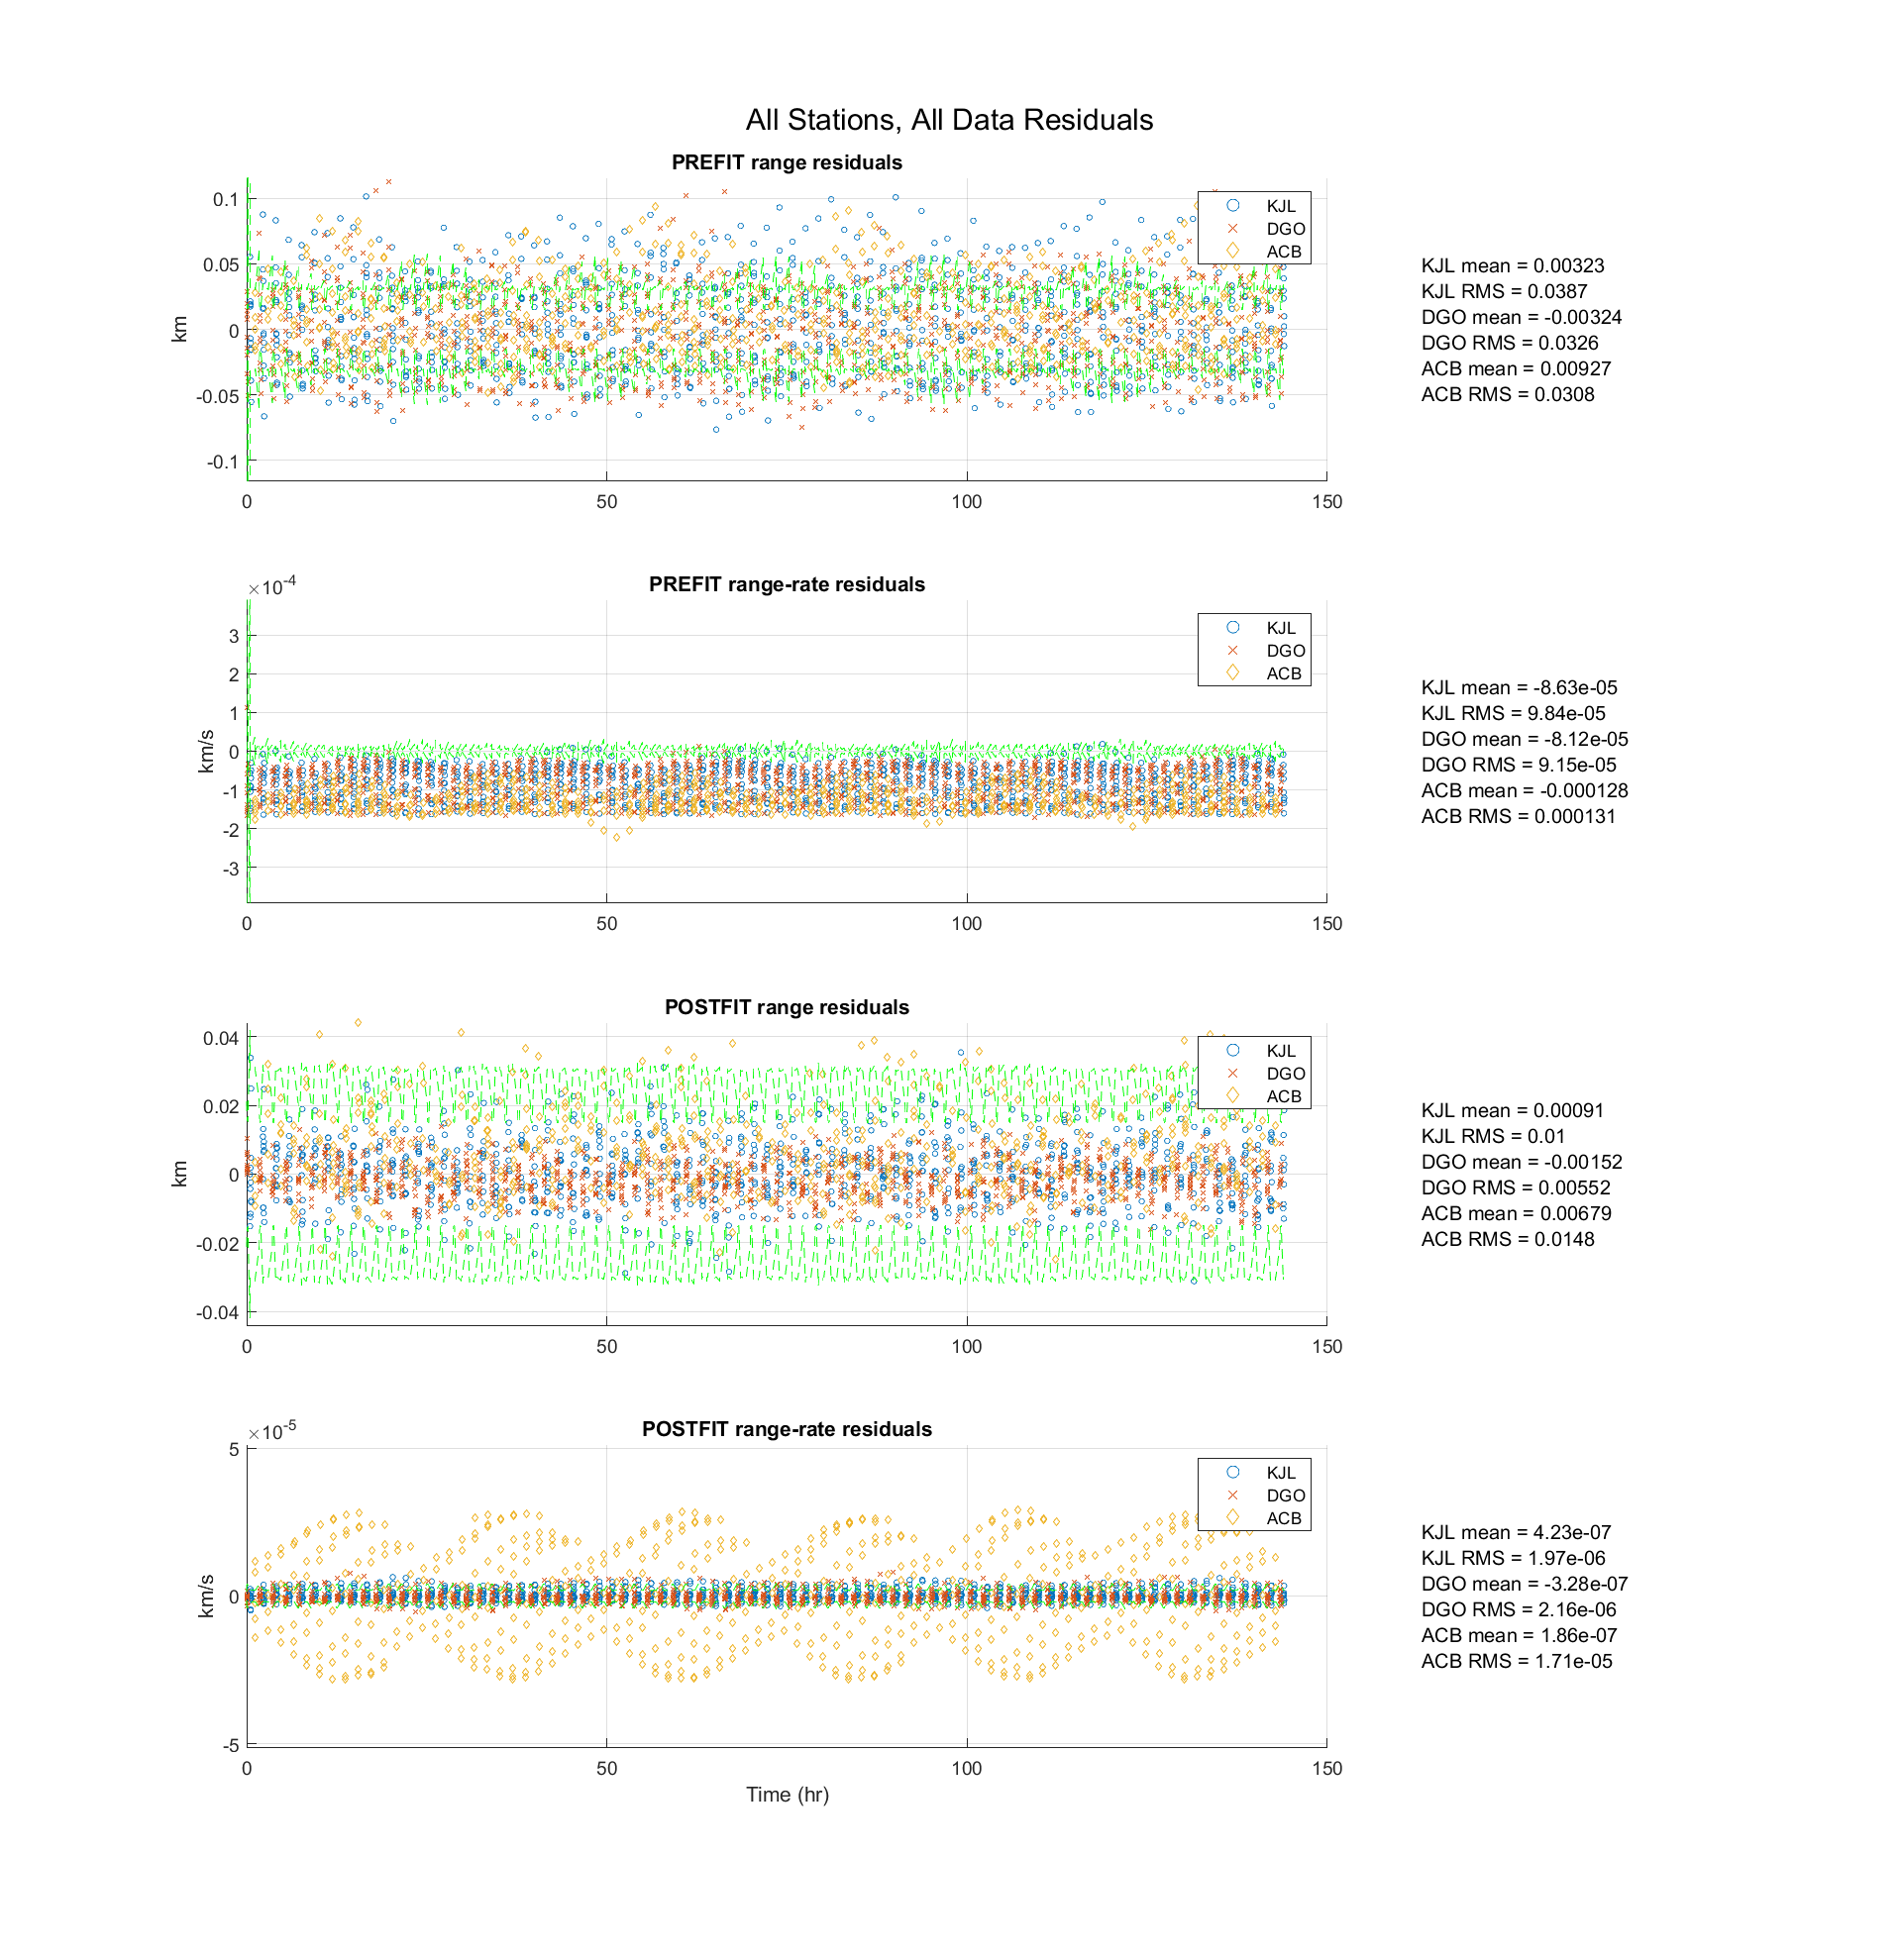 All Stations, All Data Residuals
PREFIT range residuals
0.1
0.05
0
-0.05
-0.1
km
0
50
100
150
KJL
DGO
ACB
KJL mean = 0.00323
KJL RMS = 0.0387
DGO mean = -0.00324
DGO RMS = 0.0326
ACB mean = 0.00927
ACB RMS = 0.0308
×10-4
PREFIT range-rate residuals
3
2
1
0
-1
-2
-3
km/s
0
50
100
150
KJL
DGO
ACB
KJL mean = -8.63e-05
KJL RMS = 9.84e-05
DGO mean = -8.12e-05
DGO RMS = 9.15e-05
ACB mean = -0.000128
ACB RMS = 0.000131
POSTFIT range residuals
0.04
0.02
0
-0.02
-0.04
km
0
50
100
150
KJL
DGO
ACB
KJL mean = 0.00091
KJL RMS = 0.01
DGO mean = -0.00152
DGO RMS = 0.00552
ACB mean = 0.00679
ACB RMS = 0.0148
×10-5
POSTFIT range-rate residuals
5
0
-5
km/s
0
50
100
150
Time (hr)
KJL
DGO
ACB
KJL mean = 4.23e-07
KJL RMS = 1.97e-06
DGO mean = -3.28e-07
DGO RMS = 2.16e-06
ACB mean = 1.86e-07
ACB RMS = 1.71e-05